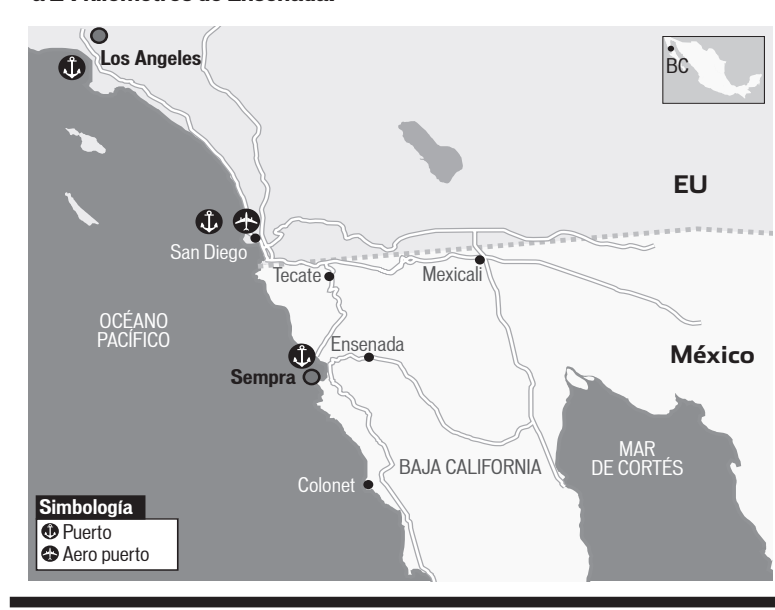 Los Angeles
BC
EU
San Diego
Tecate
Mexicali
OCÉANO
PACÍFICO
Ensenada
México
Sempra
MAR
DE CORTÉS
BAJA CALIFORNIA
Colonet
Simbología
Puerto
Aero puerto